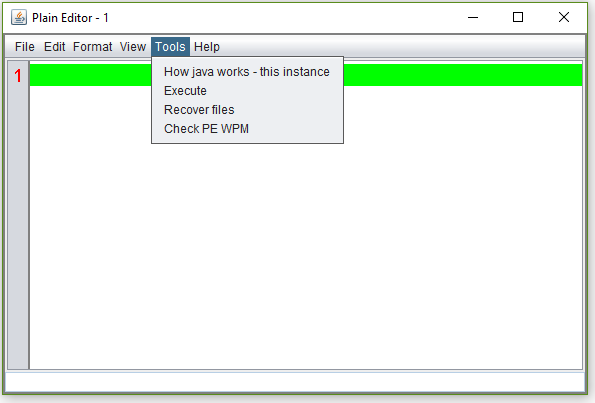 Plain Editor - 1
File Edit Format View Tools Help
1
How java works - this instance
Execute
Recover files
Check PE WPM